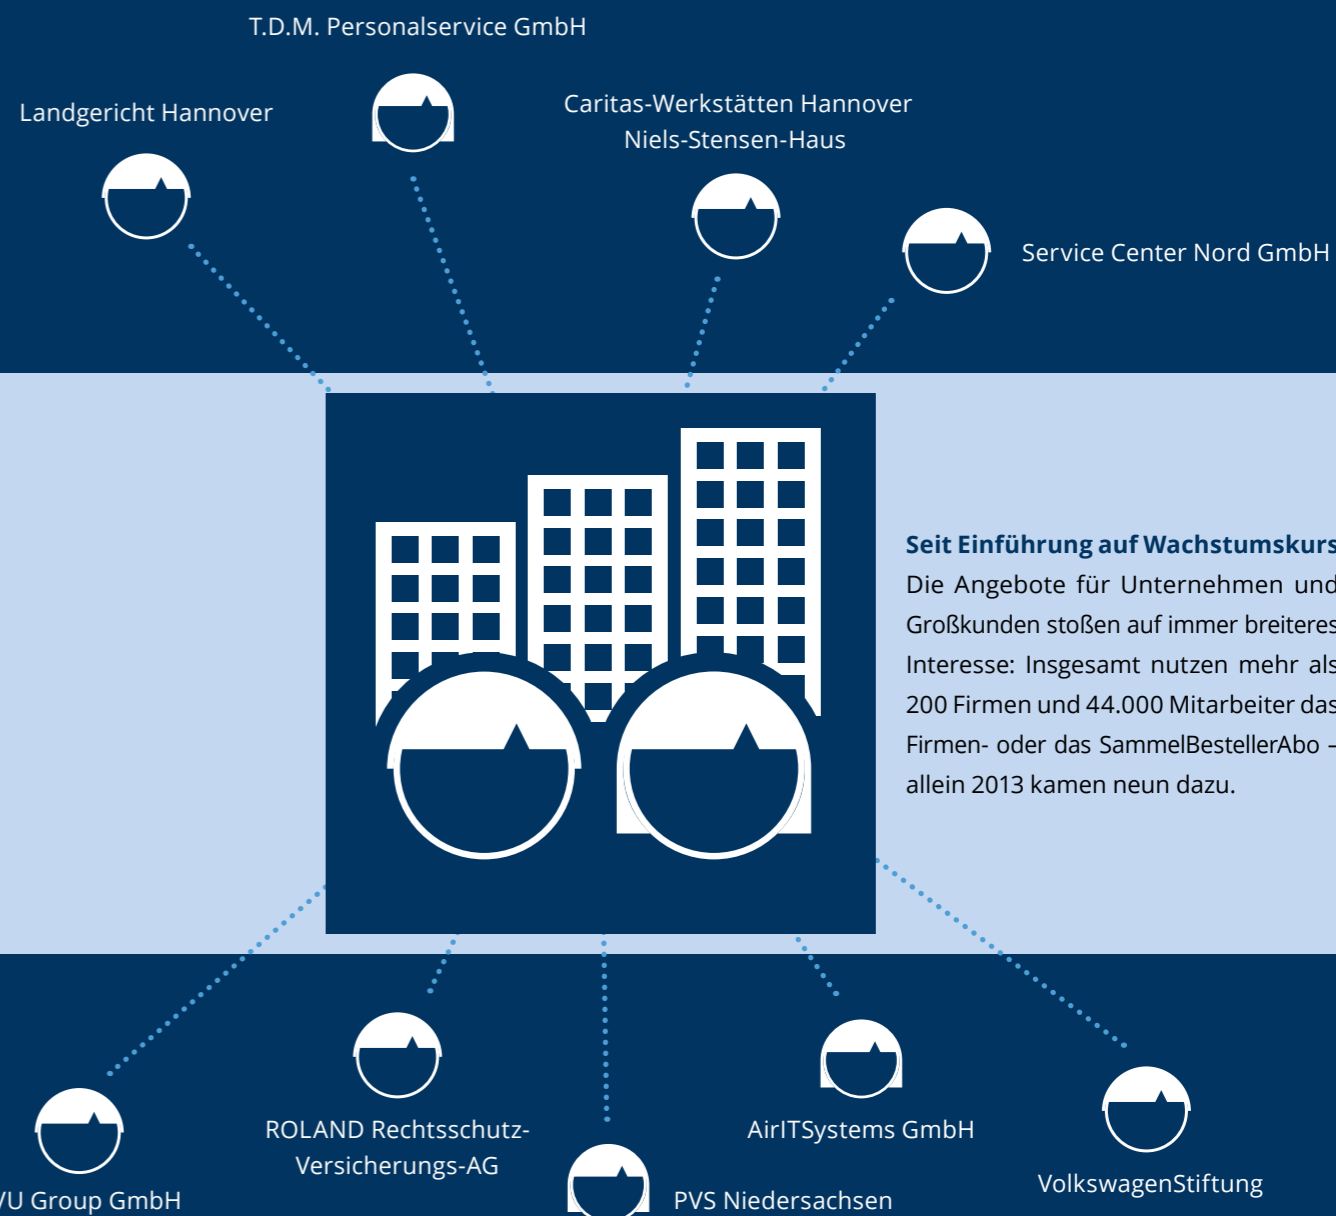 T.D.M. Personalservice GmbH
Landgericht Hannover
Caritas-Werkstätten Hannover
Niels-Stensen-Haus
Service Center Nord GmbH
Seit Einführung auf Wachstumskurs
Die Angebote für Unternehmen und
Großkunden stoßen auf immer breiteres
Interesse: Insgesamt nutzen mehr als
200 Firmen und 44.000 Mitarbeiter das
Firmen- oder das SammelBestellerAbo –
allein 2013 kamen neun dazu.
ROLAND Rechtsschutz-
Versicherungs-AG
AirITSystems GmbH
VolkswagenStiftung
Group GmbH
PVS Niedersachsen